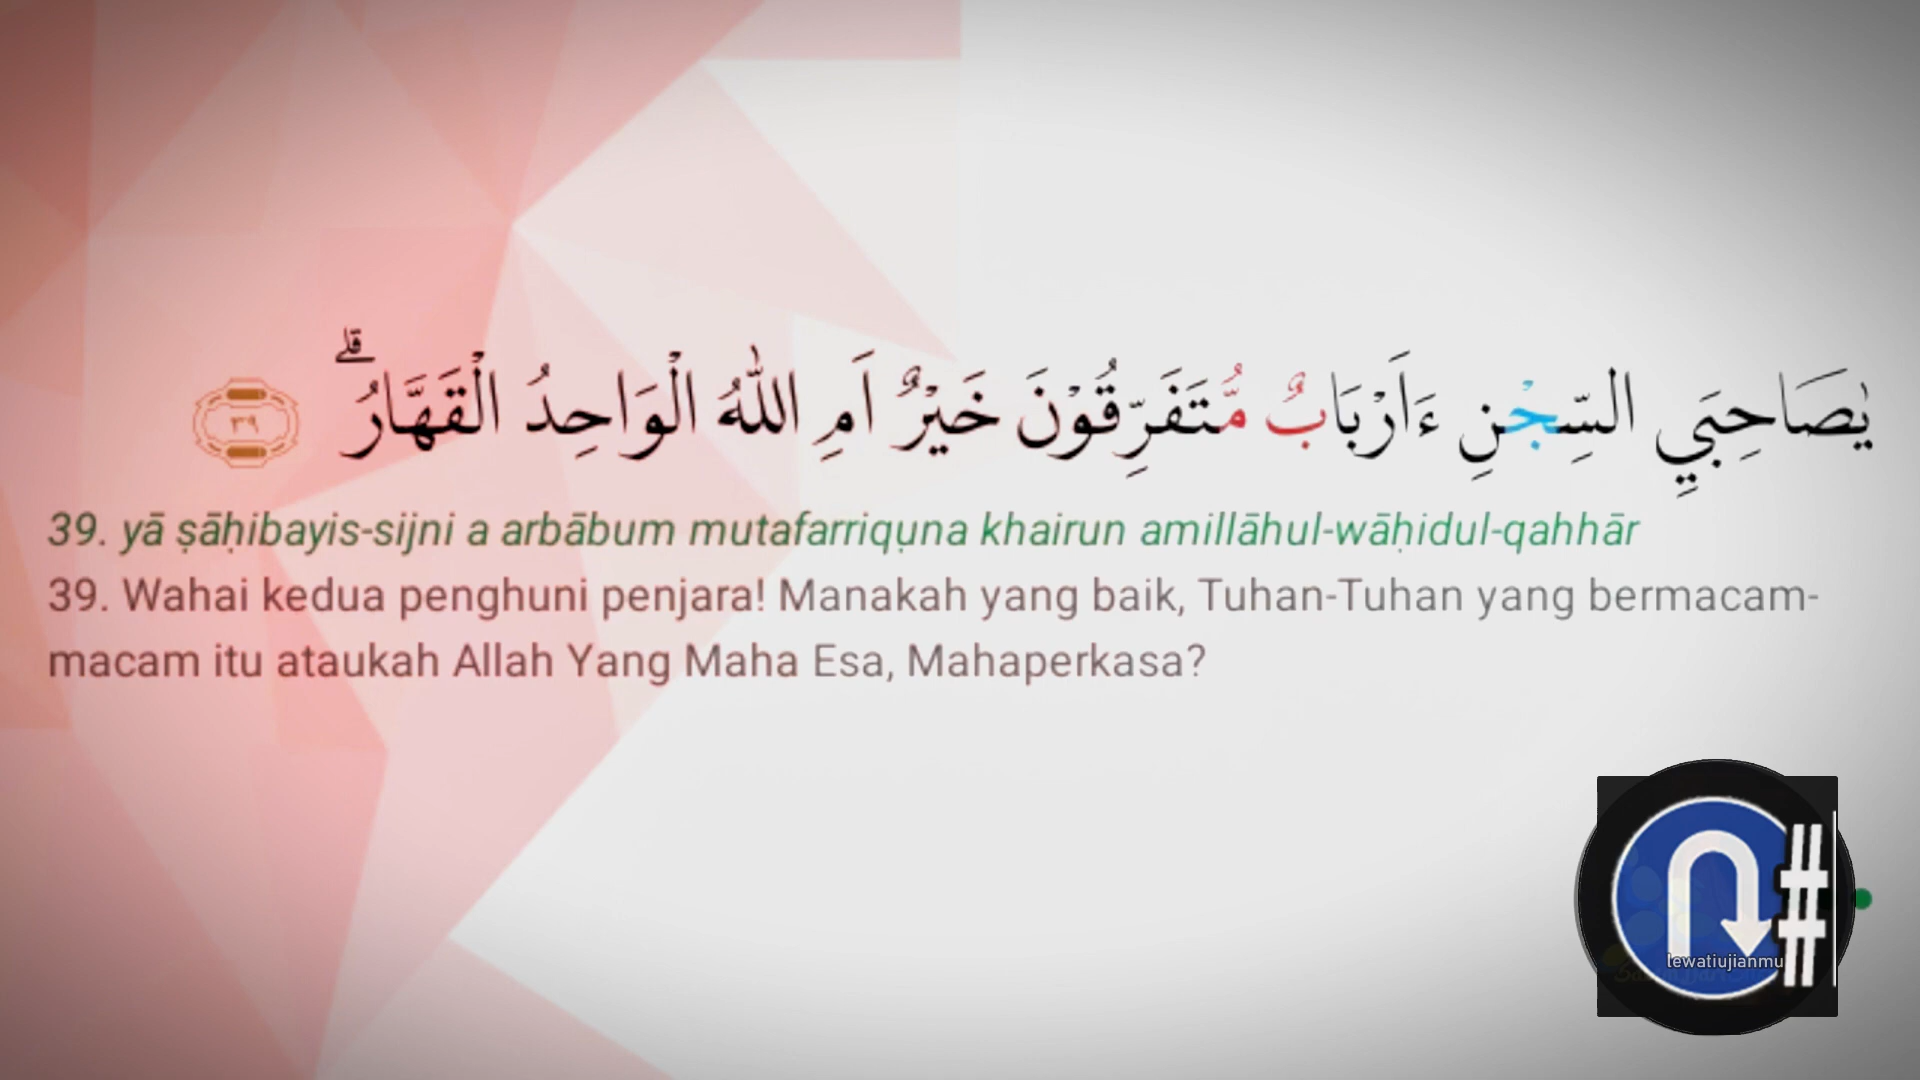 يٰصَاحِبَيِ السِّجْنِ ءَاَرْبَابٌ مُّتَفَرِّقُوْنَ خَيْرٌ اَمِ اللّٰهُ الْوَاحِدُ الْقَهَّارُۗ ٣٩
39. yā ṣāḥibayis-sijni a arbābum mutafarriqụna khairun amillāhul-wāḥidul-qahhār
39. Wahai kedua penghuni penjara! Manakah yang baik, Tuhan-Tuhan yang bermacam-
macam itu ataukah Allah Yang Maha Esa, Mahaperkasa?
#
lewatiujianmu